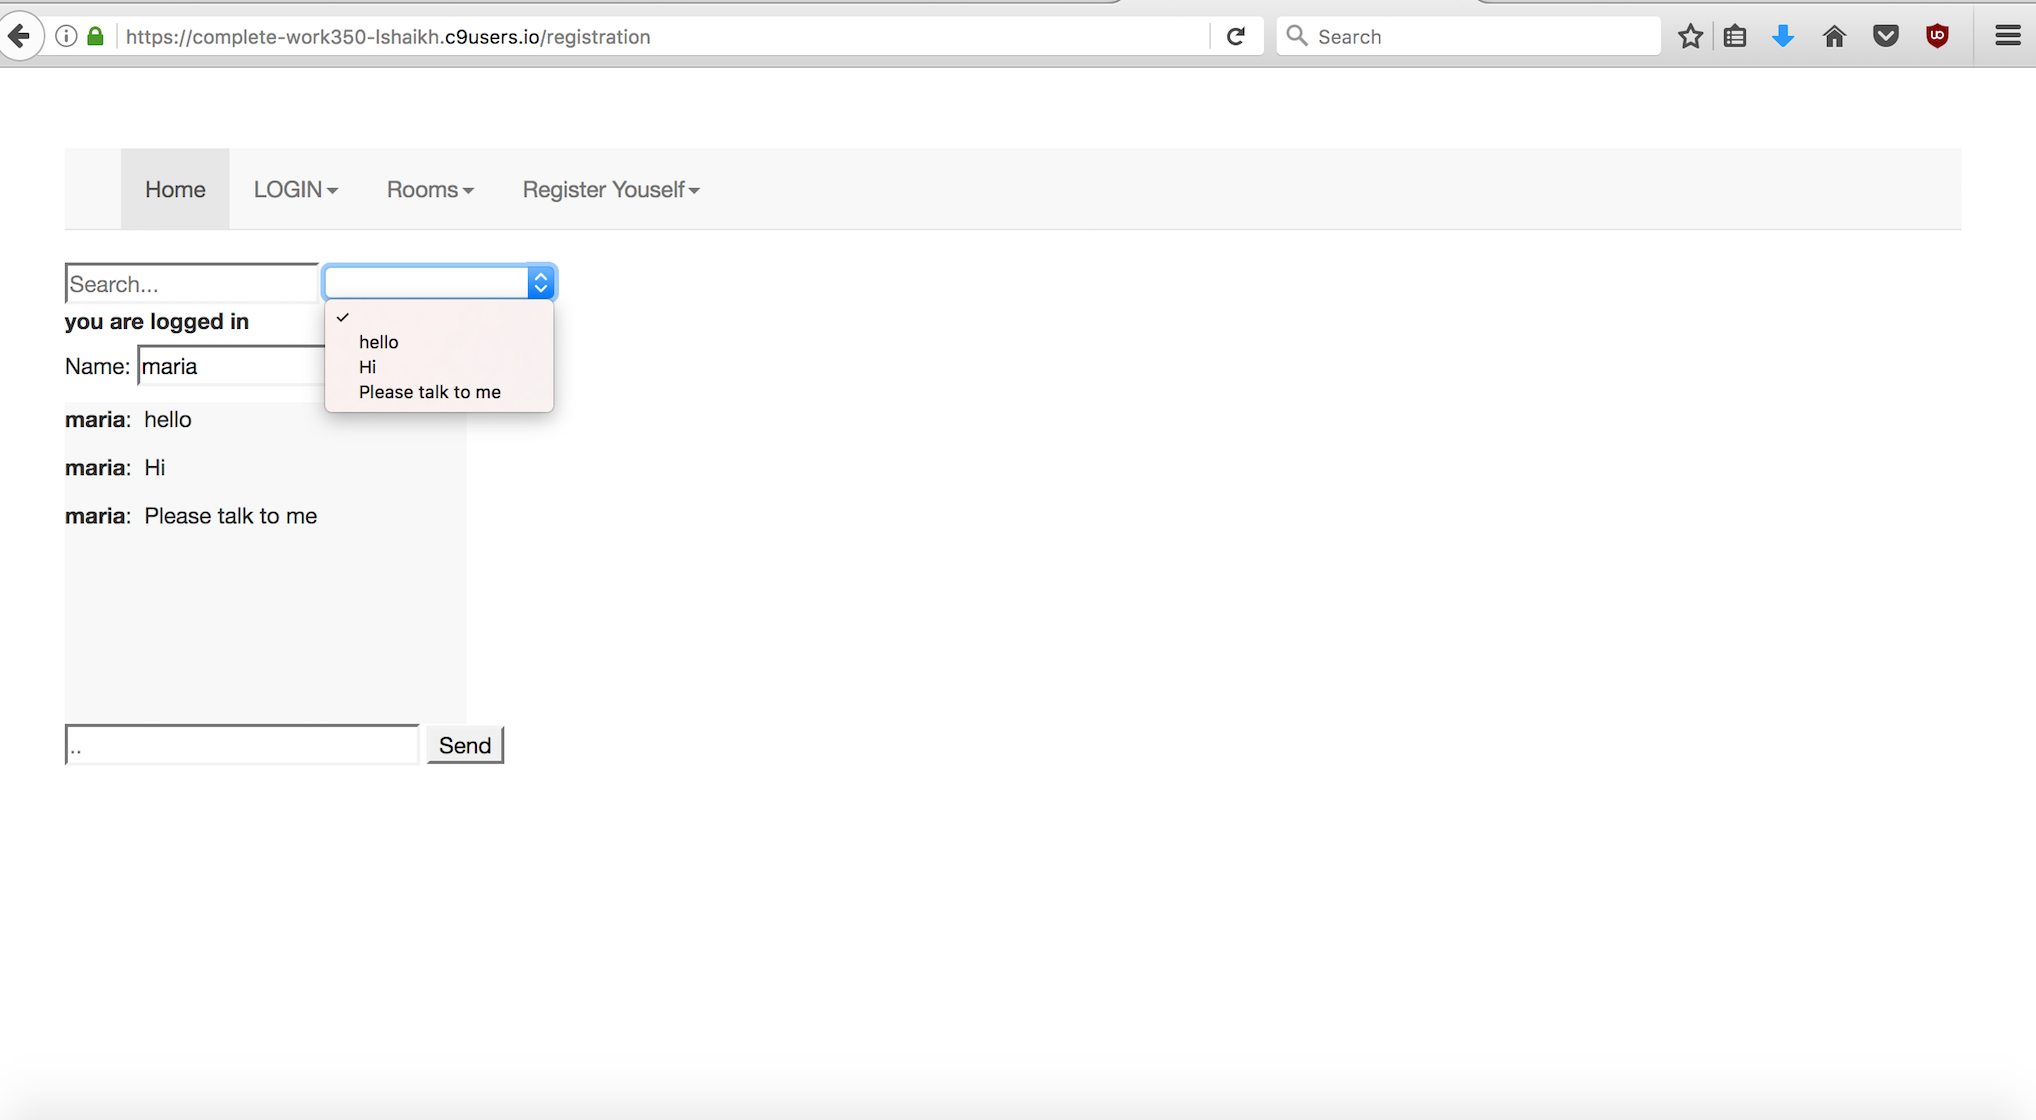 https://complete-work350-lshaikh.c9users.io/registration
Search
Home LOGIN Rooms Register Youself
Search...
you are logged in
hello
Hi
Please talk to me
Name: maria
maria: hello
maria: Hi
maria: Please talk to me
.. Send